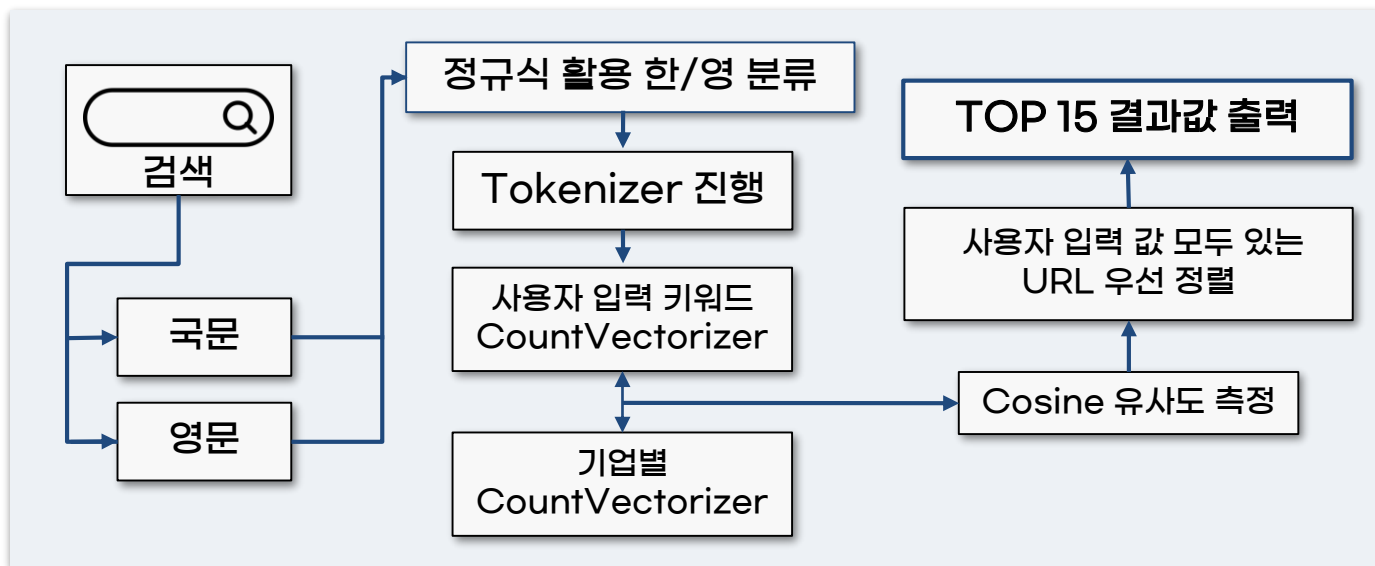 검색
국문
영문
정규식 활용 한/영 분류
Tokenizer 진행
사용자 입력 키워드
CountVectorizer
기업별
CountVectorizer
Cosine 유사도 측정
사용자 입력 값 모두 있는
URL 우선 정렬
TOP 15 결과값 출력